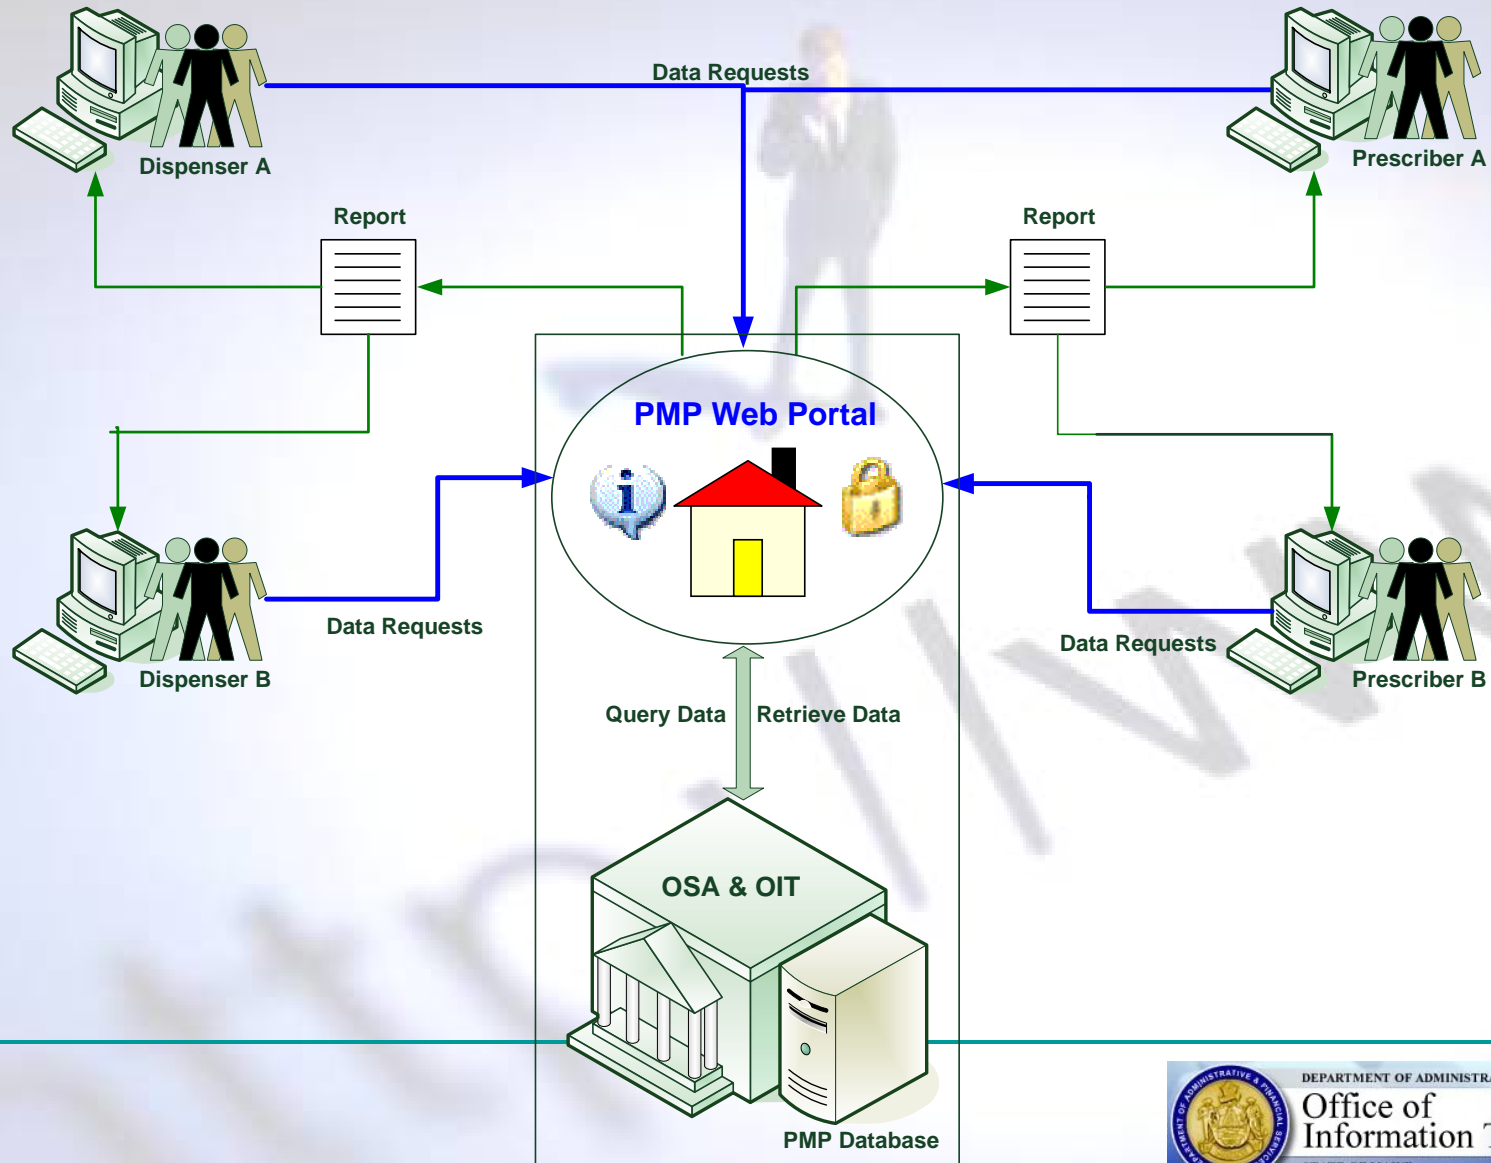 Data Requests
Dispenser A
Prescriber A
Report
Report
PMP Web Portal
i
Data Requests
Data Requests
Dispenser B
Prescriber B
Query Data
Retrieve Data
OSA & OIT
PMP Database
DEPARTMENT OF ADMINISTRA
Office of
Information T